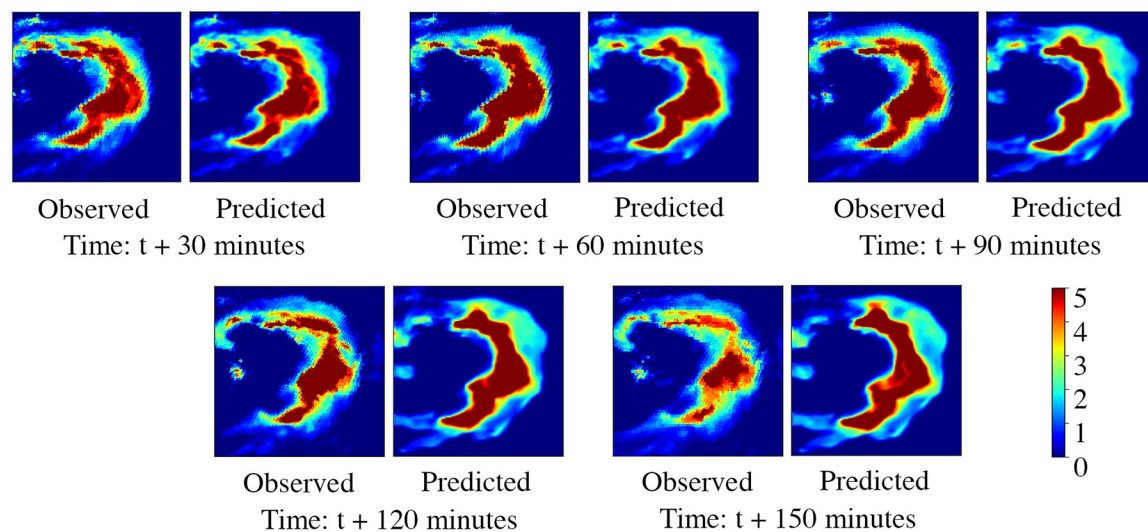 Observed Predicted Observed Predicted Observed Predicted
Time: t + 30 minutes Time: t + 60 minutes Time: t + 90 minutes
5
4
3
2
1
0
Observed Predicted Observed Predicted
Time: t + 120 minutes Time: t + 150 minutes